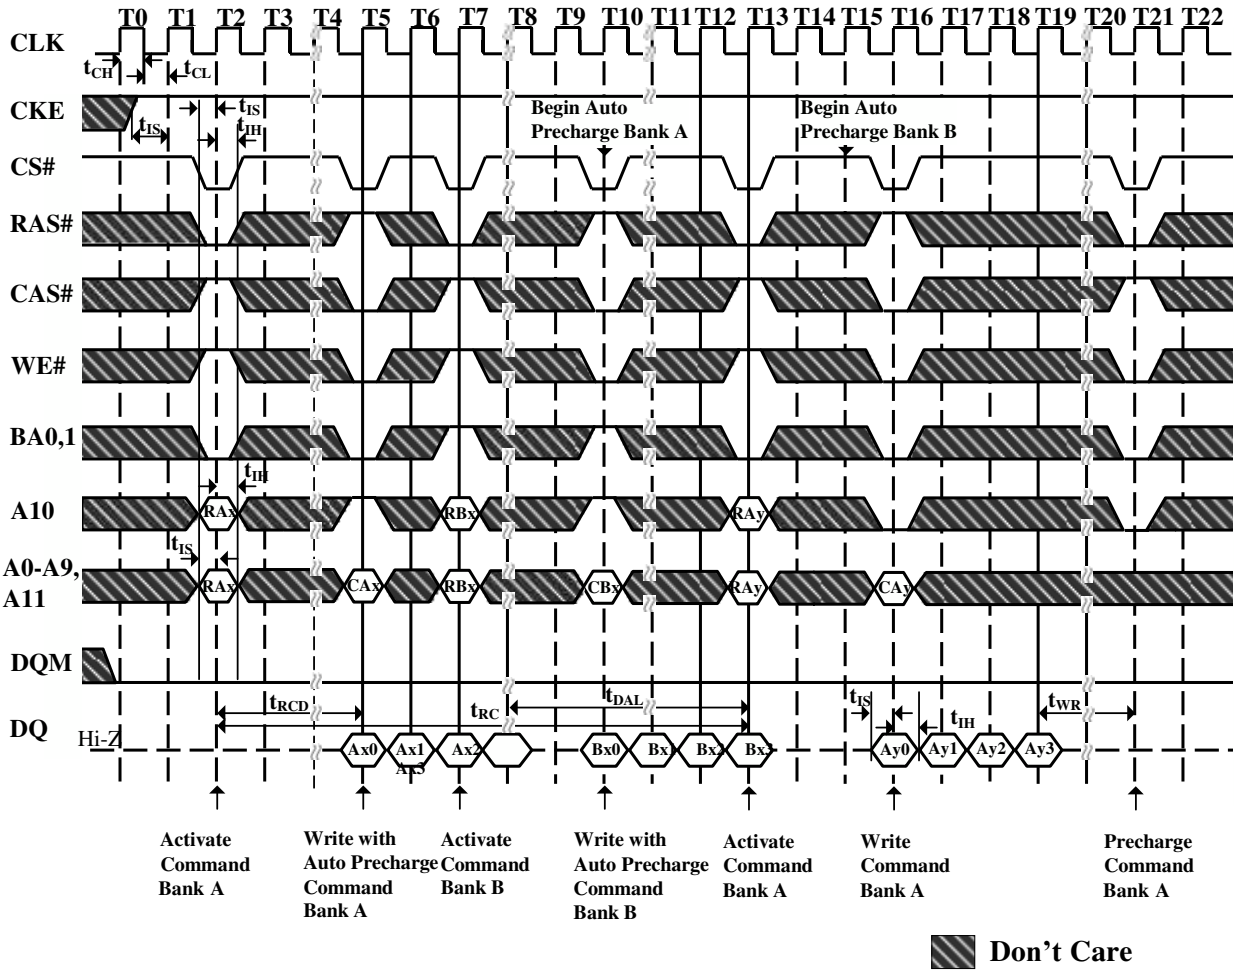 T0 T1 T2 T3 T4 T5 T6 T7 T8 T9 T10 T11 T12 T13 T14 T15 T16 T17 T18 T19 T20 T21 T22
CLK
tCH tCL
CKE
tIS
tIS
tIH
Begin Auto
Precharge Bank A
Begin Auto
Precharge Bank B
CS#
RAS#
CAS#
WE#
BA0,1
tIH
A10
RAx RBx RAy
tIS
A0-A9,
A11
RAx CAx RBx CBx RAy CAy
DQM
tRCD
tRC
tDAL
tIS
tIH
tWR
DQ
Hi-Z
Ax0 Ax1 Ax2 Bx0 Bx1 Bx2 Bx3 Ay0 Ay1 Ay2 Ay3
Ax3
Activate
Command
Bank A
Write with
Auto Precharge
Command
Bank A
Activate
Command
Bank B
Write with
Auto Precharge
Command
Bank B
Activate
Command
Bank A
Write
Command
Bank A
Precharge
Command
Bank A
Don't Care